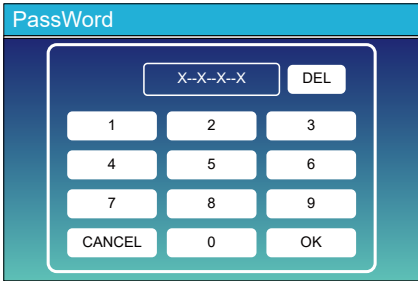 PassWord
X--X--X--X DEL
1 2 3
4 5 6
7 8 9
CANCEL 0 OK